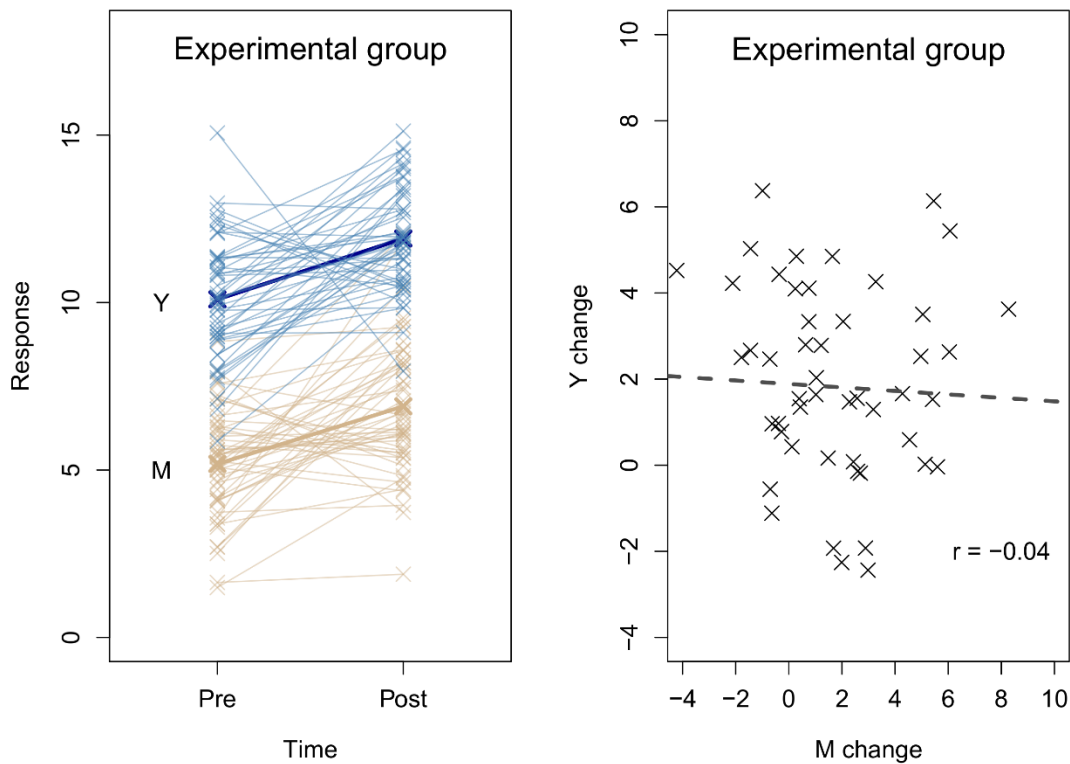 Experimental group
Response
15
10
5
0
Y
M
Pre
Post
Time
Experimental group
Y change
10
8
6
4
2
0
−2
−4
r = −0.04
−4
−2
0
2
4
6
8
10
M change